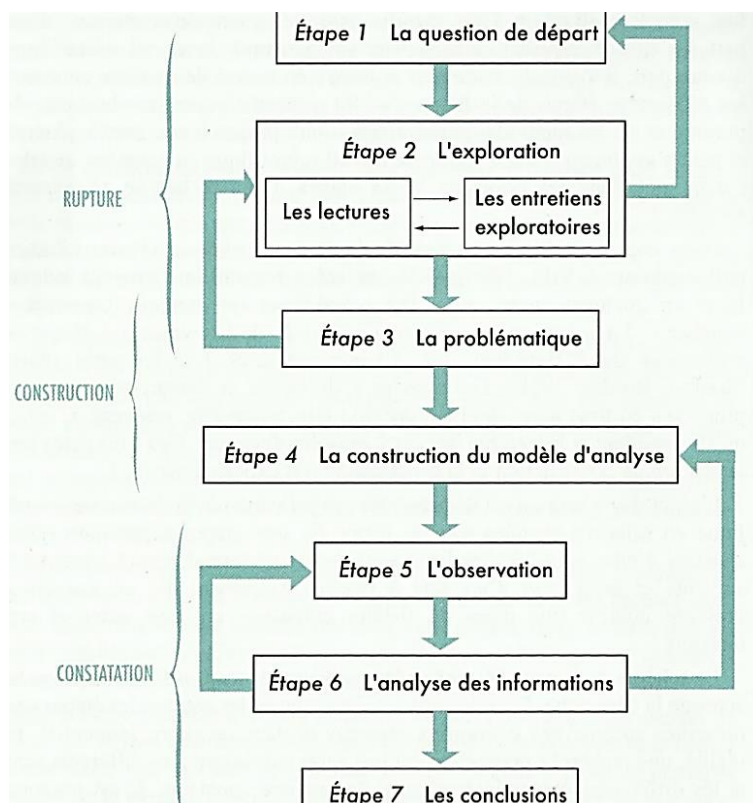 Étape 1 La question de départ
Étape 2 L'exploration
RUPTURE
Les lectures
Les entretiens
exploratoires
Étape 3 La problématique
CONSTRUCTION
Étape 4 La construction du modèle d'analyse
Étape 5 L'observation
CONSTATATION
Étape 6 L'analyse des informations
Étape 7 Les conclusions